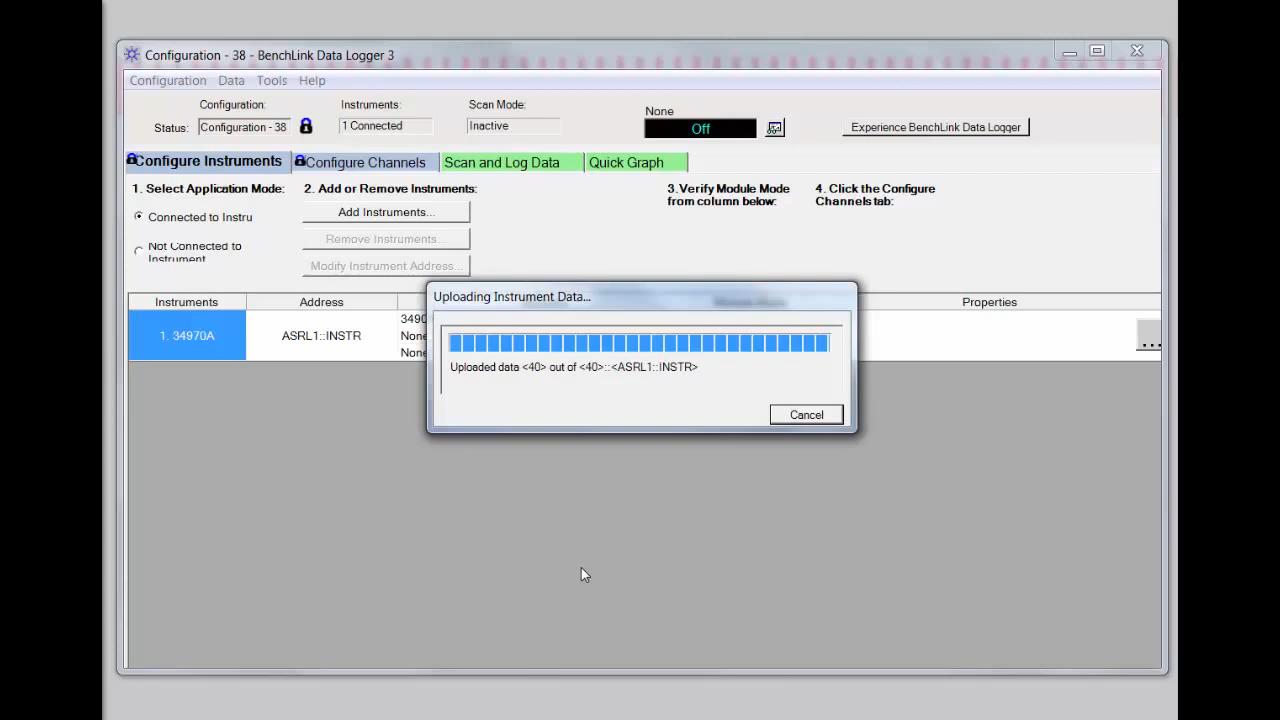 Configuration - 38 - BenchLink Data Logger 3
Configuration Data Tools Help
Configuration: Instruments: Scan Mode: None
Status: Configuration - 38 1 Connected Inactive Off Experience BenchLink Data Logger
Configure Instruments Configure Channels Scan and Log Data Quick Graph
1. Select Application Mode: 2. Add or Remove Instruments: 3.Verify Module Mode 4. Click the Configure
from column below: Channels tab:
Connected to Instru Add Instruments...
Not Connected to Remove Instruments...
Instrument Modify Instrument Address...
Uploading Instrument Data...
Instruments Address Properties
1. 34970A ASRL1::INSTR 3497
None
None
...
Uploaded data <40> out of <40>::<ASRL1::INSTR>
Cancel